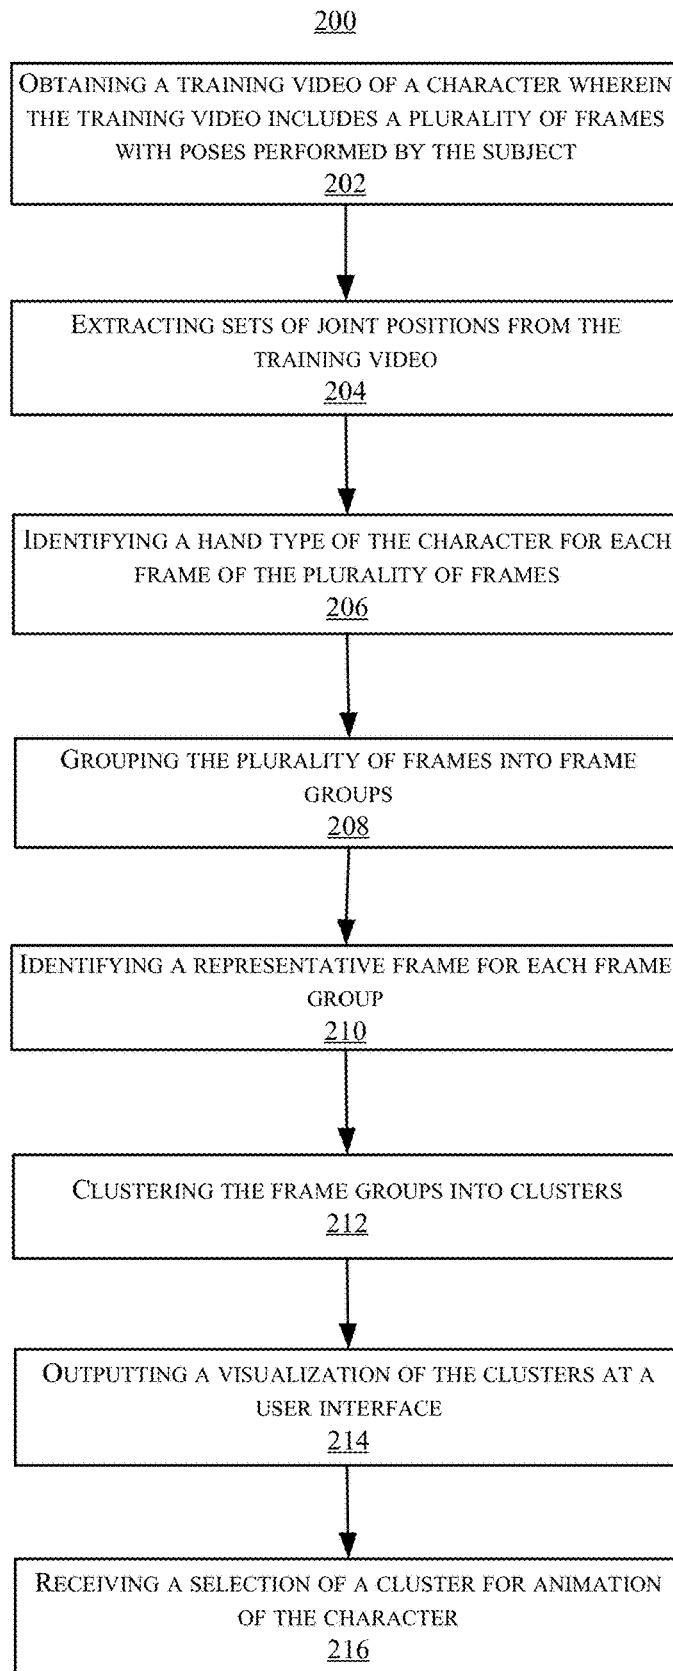 200
OBTAINING A TRAINING VIDEO OF A CHARACTER WHEREIN
THE TRAINING VIDEO INCLUDES A PLURALITY OF FRAMES
WITH POSES PERFORMED BY THE SUBJECT
202
EXTRACTING SETS OF JOINT POSITIONS FROM THE
TRAINING VIDEO
204
IDENTIFYING A HAND TYPE OF THE CHARACTER FOR EACH
FRAME OF THE PLURALITY OF FRAMES
206
GROUPING THE PLURALITY OF FRAMES INTO FRAME
GROUPS
208
IDENTIFYING A REPRESENTATIVE FRAME FOR EACH FRAME
GROUP
210
CLUSTERING THE FRAME GROUPS INTO CLUSTERS
212
OUTPUTTING A VISUALIZATION OF THE CLUSTERS AT A
USER INTERFACE
214
RECEIVING A SELECTION OF A CLUSTER FOR ANIMATION
OF THE CHARACTER
216